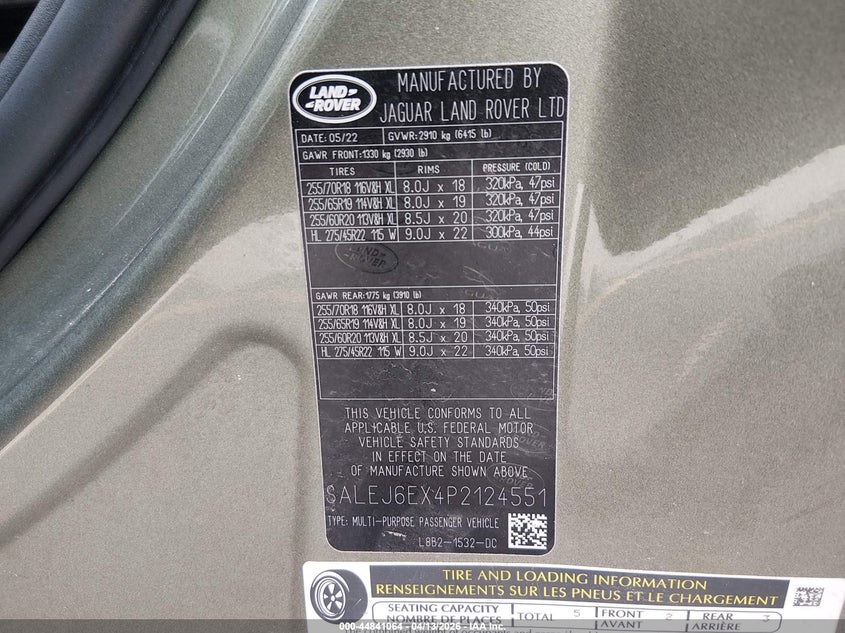 LAND ROVER
MANUFACTURED BY
JAGUAR LAND ROVER LTD
DATE: 05/22 GVWR: 2910 kg (6415 lb)
GAWR FRONT: 1330 kg (2930 lb)
TIRES RIMS PRESSURE (COLD)
255/70R18 116V&H XL 8.0J x 18 320kPa, 47psi
255/65R19 114V&H XL 8.0J x 19 320kPa, 47psi
255/60R20 113V&H XL 8.5J x 20 320kPa, 47psi
HL 275/45R22 115 W 9.0J x 22 300kPa, 44psi
GAWR REAR: 1775 kg (3910 lb)
255/70R18 116V&H XL 8.0J x 18 340kPa, 50psi
255/65R19 114V&H XL 8.0J x 19 340kPa, 50psi
255/60R20 113V&H XL 8.5J x 20 340kPa, 50psi
HL 275/45R22 115 W 9.0J x 22 340kPa, 50psi
THIS VEHICLE CONFORMS TO ALL
APPLICABLE U.S. FEDERAL MOTOR
VEHICLE SAFETY STANDARDS
IN EFFECT ON THE DATE
OF MANUFACTURE SHOWN ABOVE
SALEJ6EX4P2124551
TYPE: MULTI-PURPOSE PASSENGER VEHICLE
L8B2-1532-DC
TIRE AND LOADING INFORMATION
RENSEIGNEMENTS SUR LES PNEUS ET LE CHARGEMENT
SEATING CAPACITY TOTAL 5 FRONT 2 REAR 3
NOMBRE DE PLACES AVANT ARRIÈRE
©44841064 - 04/13/2026 - IAA Inc.